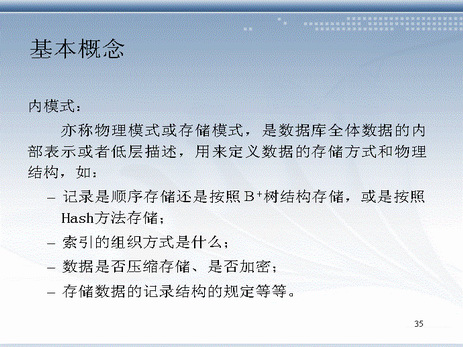 基本概念
内模式：
亦称物理模式或存储模式，是数据库全体数据的内
部表示或者低层描述，用来定义数据的存储方式和物理
结构，如：
– 记录是顺序存储还是按照B⁺树结构存储，或是按照
Hash方法存储；
– 索引的组织方式是什么；
– 数据是否压缩存储、是否加密；
– 存储数据的记录结构的规定等等。
35